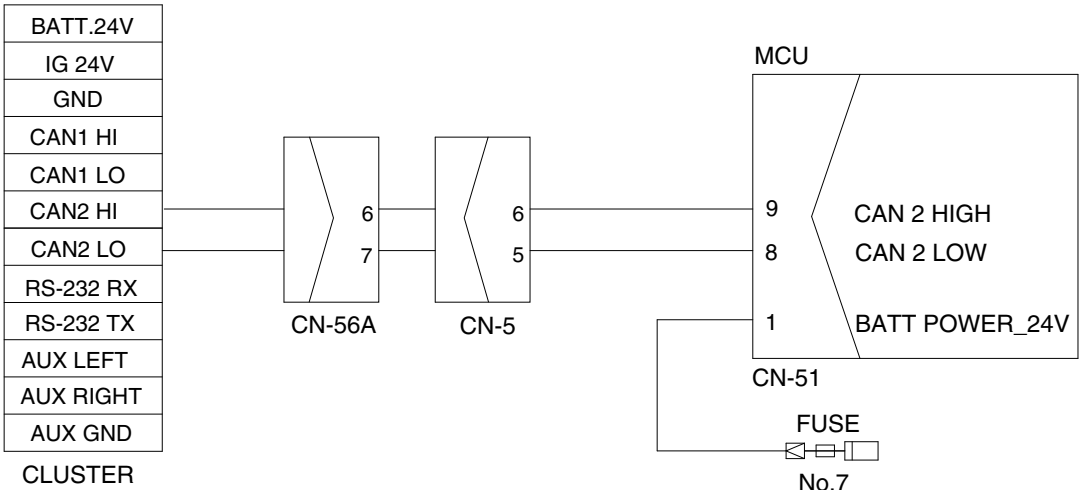 BATT.24V
IG 24V
GND
CAN1 HI
CAN1 LO
CAN2 HI
CAN2 LO
RS-232 RX
RS-232 TX
AUX LEFT
AUX RIGHT
AUX GND
CLUSTER
6
7
CN-56A
6
5
CN-5
MCU
9 CAN 2 HIGH
8 CAN 2 LOW
1 BATT POWER_24V
CN-51
FUSE
No.7